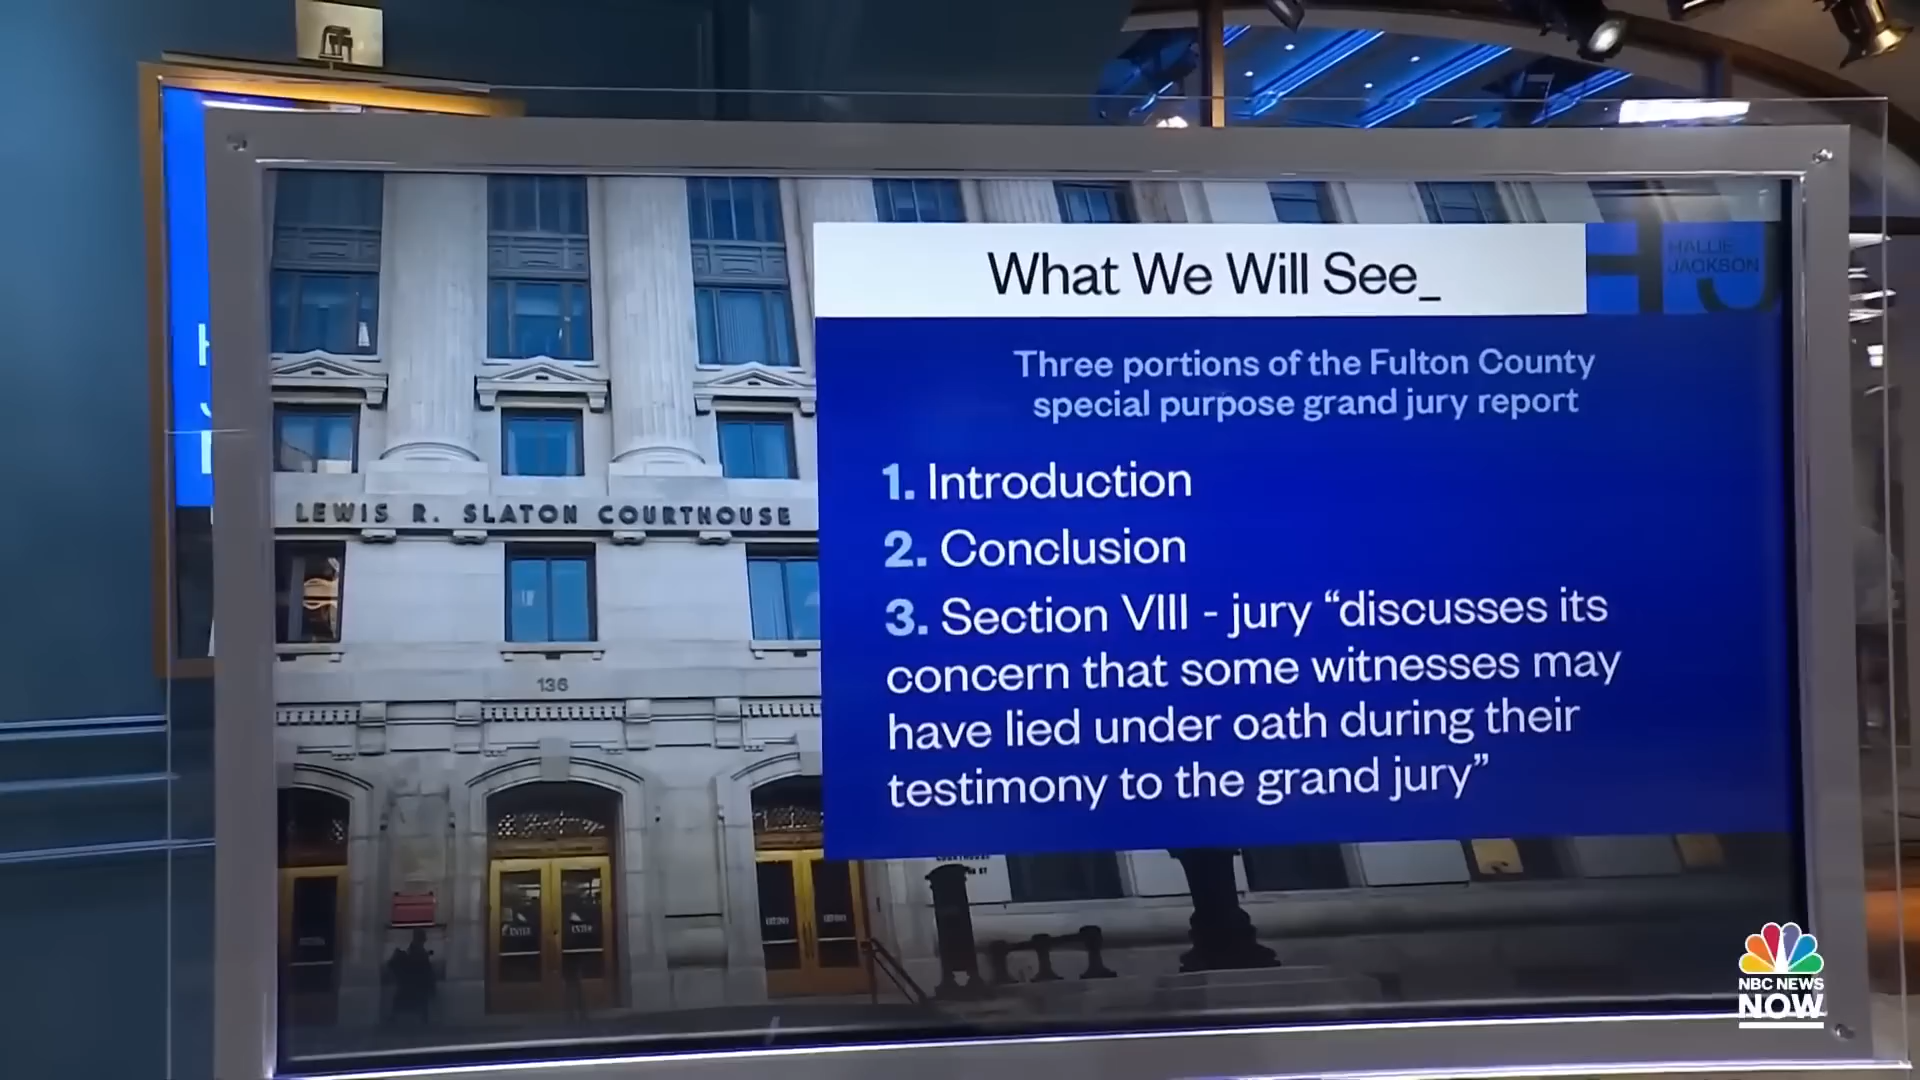 What We Will See_
HALLIE
JACKSON
Three portions of the Fulton County
special purpose grand jury report
1. Introduction
2. Conclusion
3. Section VIII - jury “discusses its
concern that some witnesses may
have lied under oath during their
testimony to the grand jury”
LEWIS R. SLATON COURTHOUSE
136
ENTER
ENTER
NBC NEWS
NOW